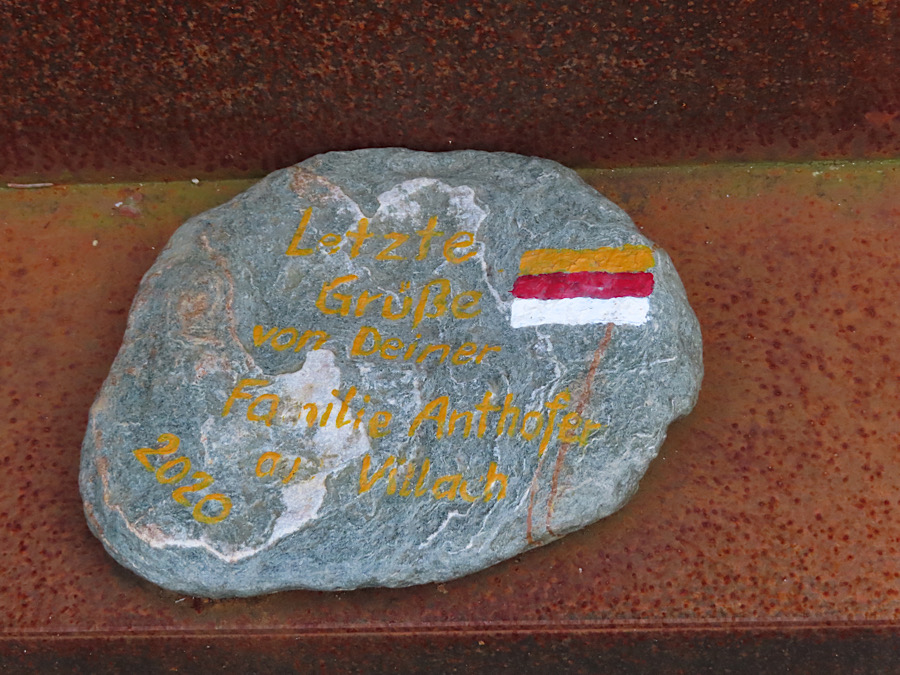 Letzte
Grüße
von Deiner
Familie Anthofer
aus Villach
2020